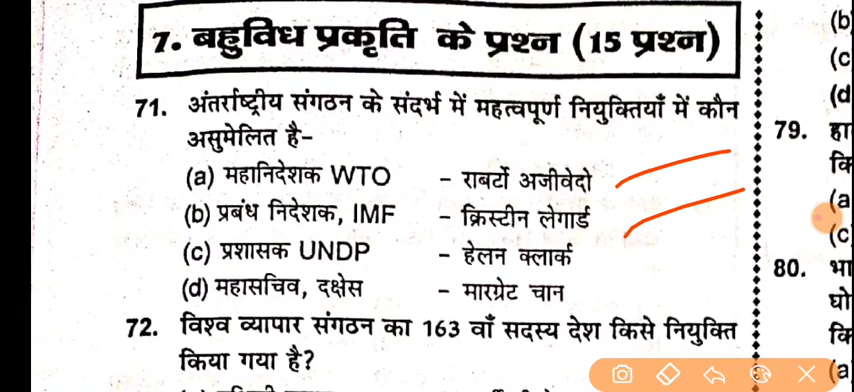 7. बहुविध प्रकृति के प्रश्न (15 प्रश्न)
71. अंतर्राष्ट्रीय संगठन के संदर्भ में महत्वपूर्ण नियुक्तियाँ में कौन
असुमेलित है-
(a) महानिदेशक WTO - राबर्टो अजीवेदो
(b) प्रबंध निदेशक, IMF - क्रिस्टीन लेगार्ड
(c) प्रशासक UNDP - हेलन क्लार्क
(d) महासचिव, दक्षेस - मारग्रेट चान
72. विश्व व्यापार संगठन का 163 वाँ सदस्य देश किसे नियुक्ति
किया गया है?
(b)
(c
(d
79. हा
कि
(a
(c)
80. भा
घो
कि
(a